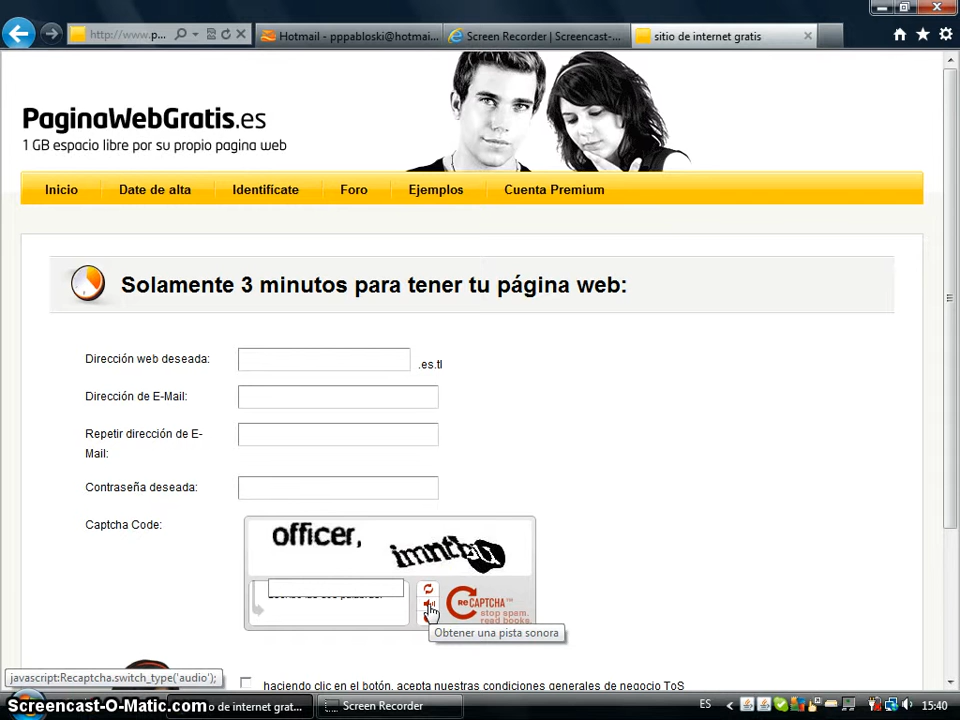 http://www.p...
Hotmail - pppabloski@hotmai...
Screen Recorder | Screencast-...
sitio de internet gratis
PaginaWebGratis.es
1 GB espacio libre por su propio pagina web
Inicio
Date de alta
Identifícate
Foro
Ejemplos
Cuenta Premium
Solamente 3 minutos para tener tu página web:
Dirección web deseada:
.es.tl
Dirección de E-Mail:
Repetir dirección de E-
Mail:
Contraseña deseada:
Captcha Code:
officer,
RECAPTCHA™
stop spam.
read books.
Obtener una pista sonora
javascript:Recaptcha.switch_type('audio');
haciendo clic en el botón, acepta nuestras condiciones generales de negocio ToS
Screencast-O-Matic.com
o de internet grat...
Screen Recorder
ES
15:40